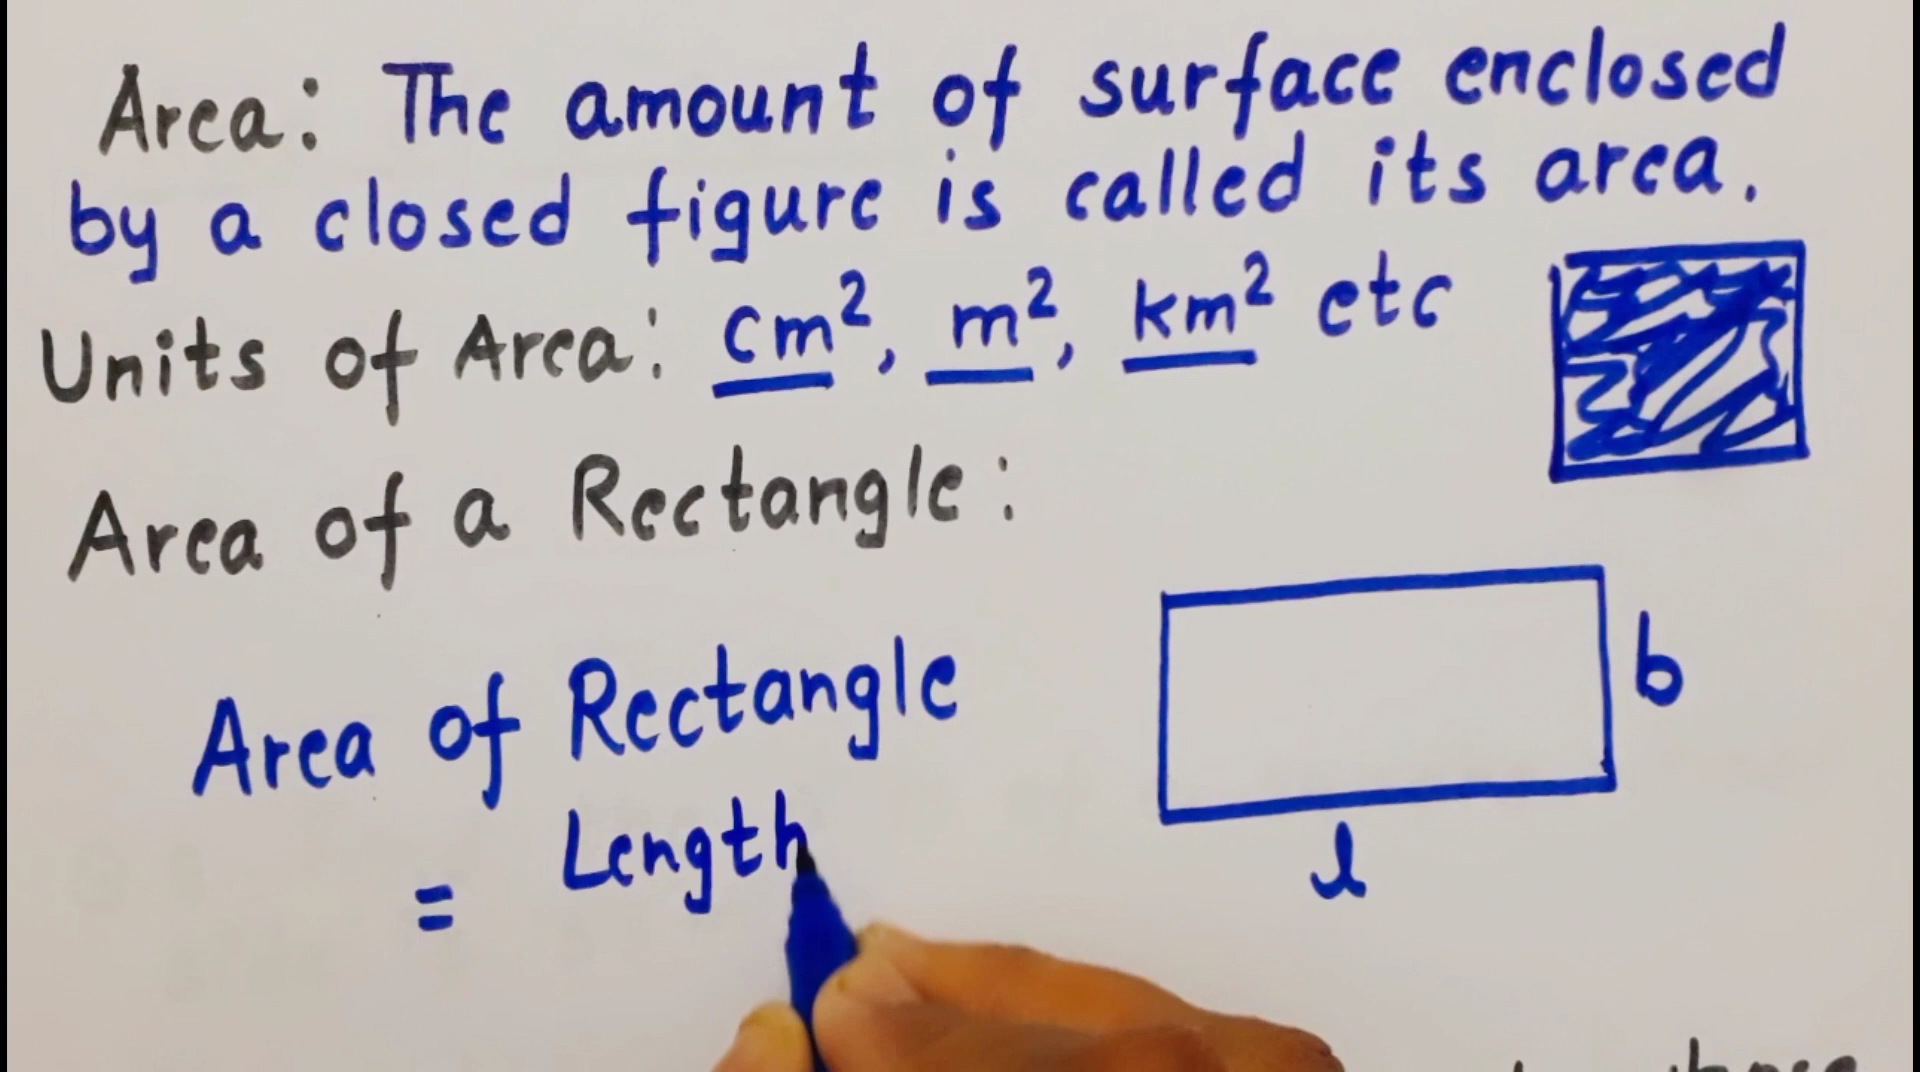 Area: The amount of surface enclosed
by a closed figure is called its area.
Units of Area: cm², m², km² etc
Area of a Rectangle:
Area of Rectangle
b
= Length
l